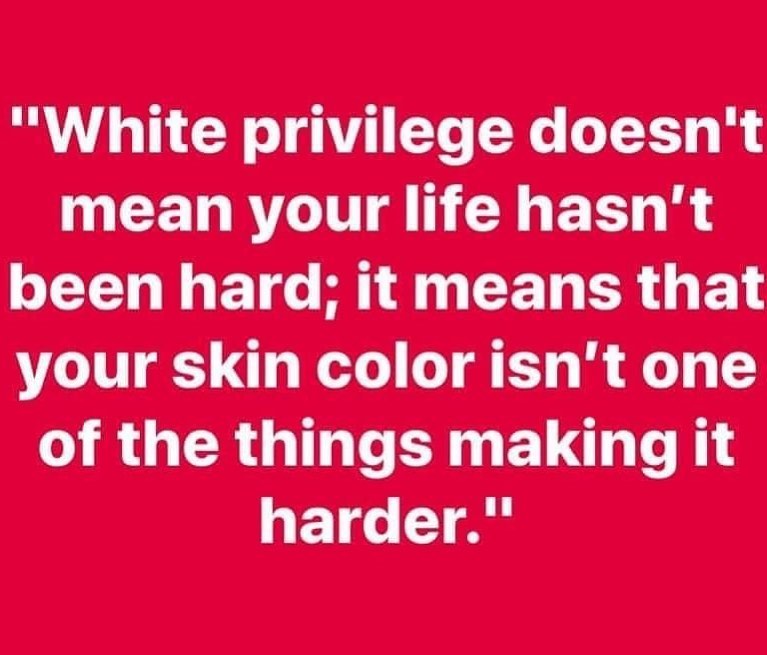 "White privilege doesn't
mean your life hasn’t
been hard; it means that
your skin color isn’t one
of the things making it
harder."